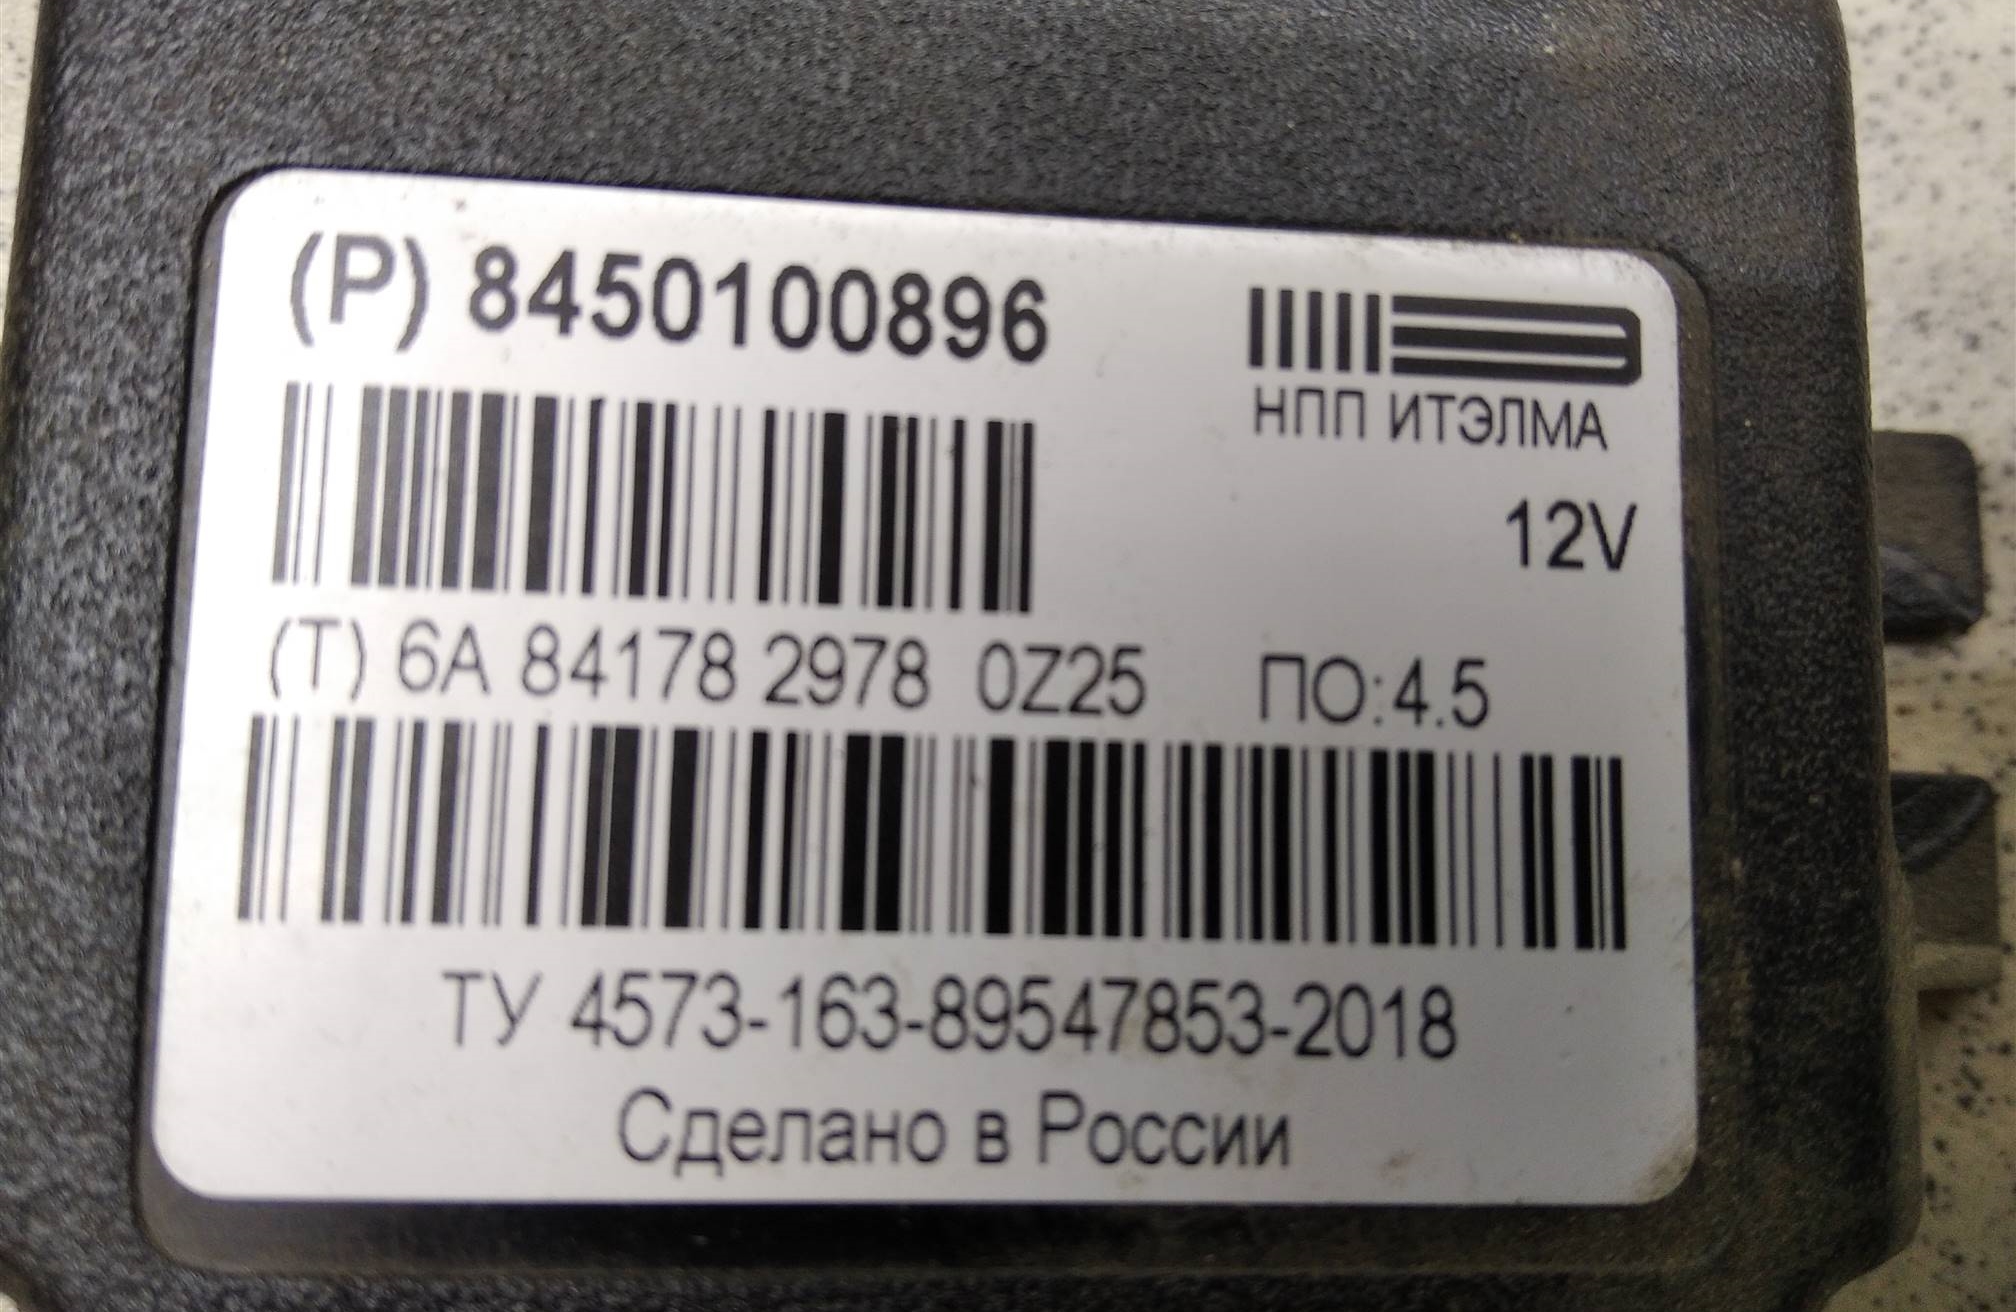 (P) 8450100896
НПП ИТЭЛМА
12V
(T) 6A 84178 2978 0Z25 ПО:4.5
ТУ 4573-163-89547853-2018
Сделано в России